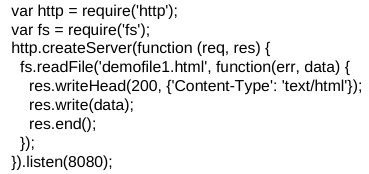 var http = require('http');
var fs = require('fs');
http.createServer(function (req, res) {
  fs.readFile('demofile1.html', function(err, data) {
    res.writeHead(200, {'Content-Type': 'text/html'});
    res.write(data);
    res.end();
  });
}).listen(8080);